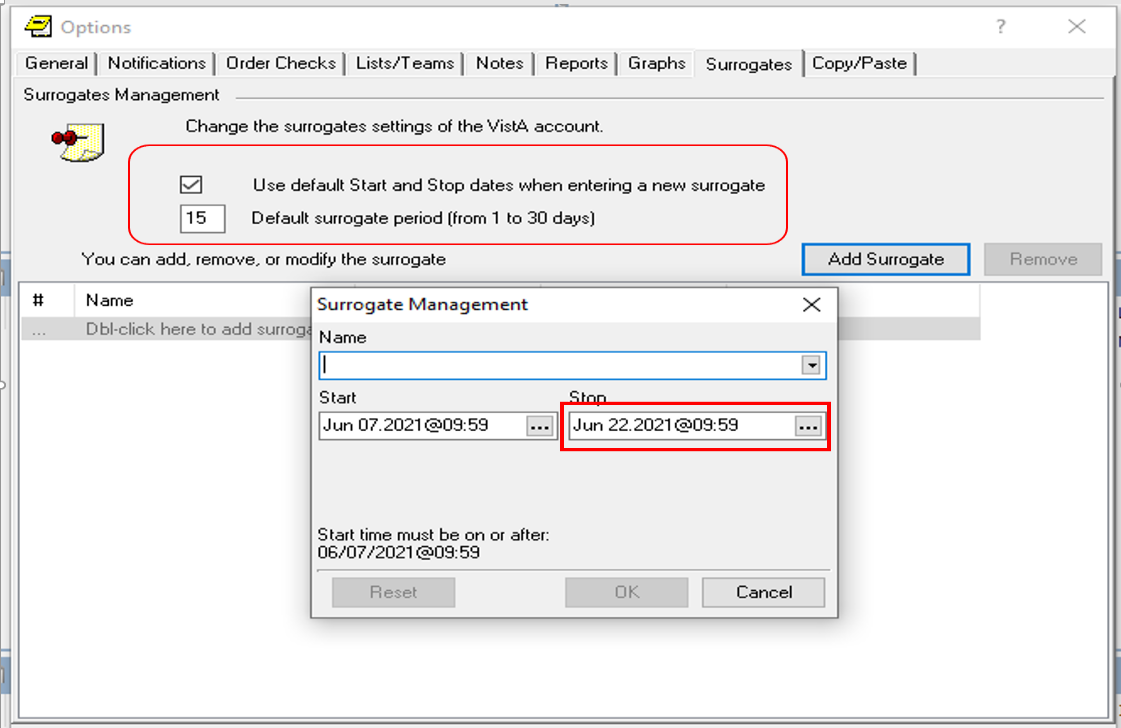 Options
?
General Notifications Order Checks Lists/Teams Notes Reports Graphs Surrogates Copy/Paste
Surrogates Management
Change the surrogates settings of the VistA account.
Use default Start and Stop dates when entering a new surrogate
15 Default surrogate period (from 1 to 30 days)
You can add, remove, or modify the surrogate
Add Surrogate Remove
# Name
... Dbl-click here to add surroga
Surrogate Management
Name
Start Stop
Jun 07.2021@09:59 ... Jun 22.2021@09:59 ...
Start time must be on or after:
06/07/2021@09:59
Reset OK Cancel